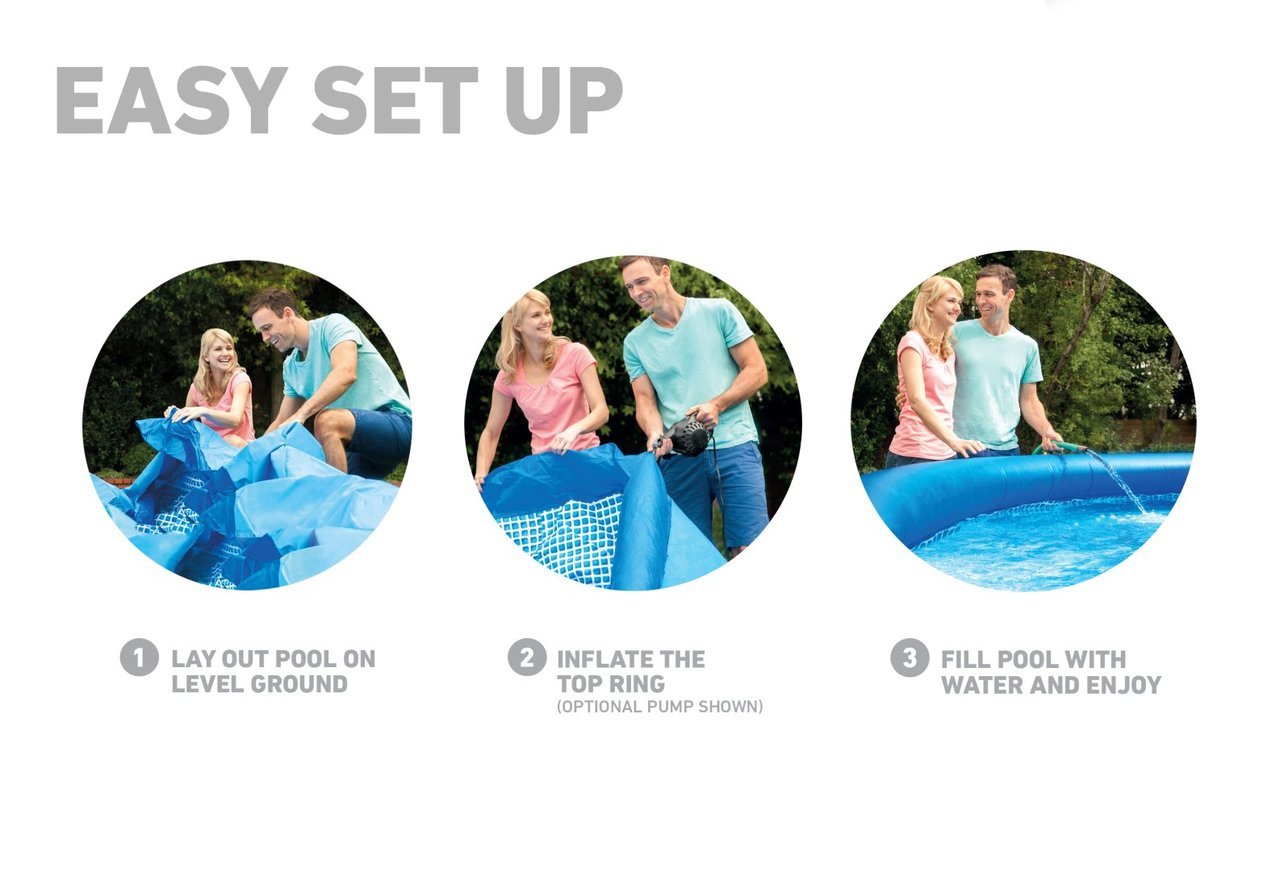 EASY SET UP
1 LAY OUT POOL ON
LEVEL GROUND
2 INFLATE THE
TOP RING
(OPTIONAL PUMP SHOWN)
3 FILL POOL WITH
WATER AND ENJOY